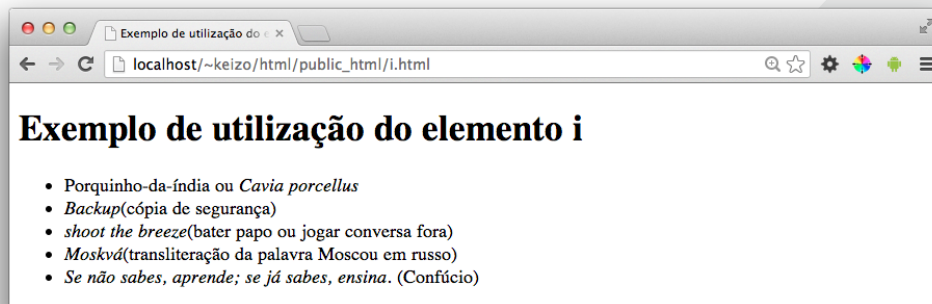 Exemplo de utilização do e
localhost/~keizo/html/public_html/i.html
Exemplo de utilização do elemento i
Porquinho-da-índia ou Cavia porcellus
Backup(cópia de segurança)
shoot the breeze(bater papo ou jogar conversa fora)
Moskvá(transliteração da palavra Moscou em russo)
Se não sabes, aprende; se já sabes, ensina. (Confúcio)